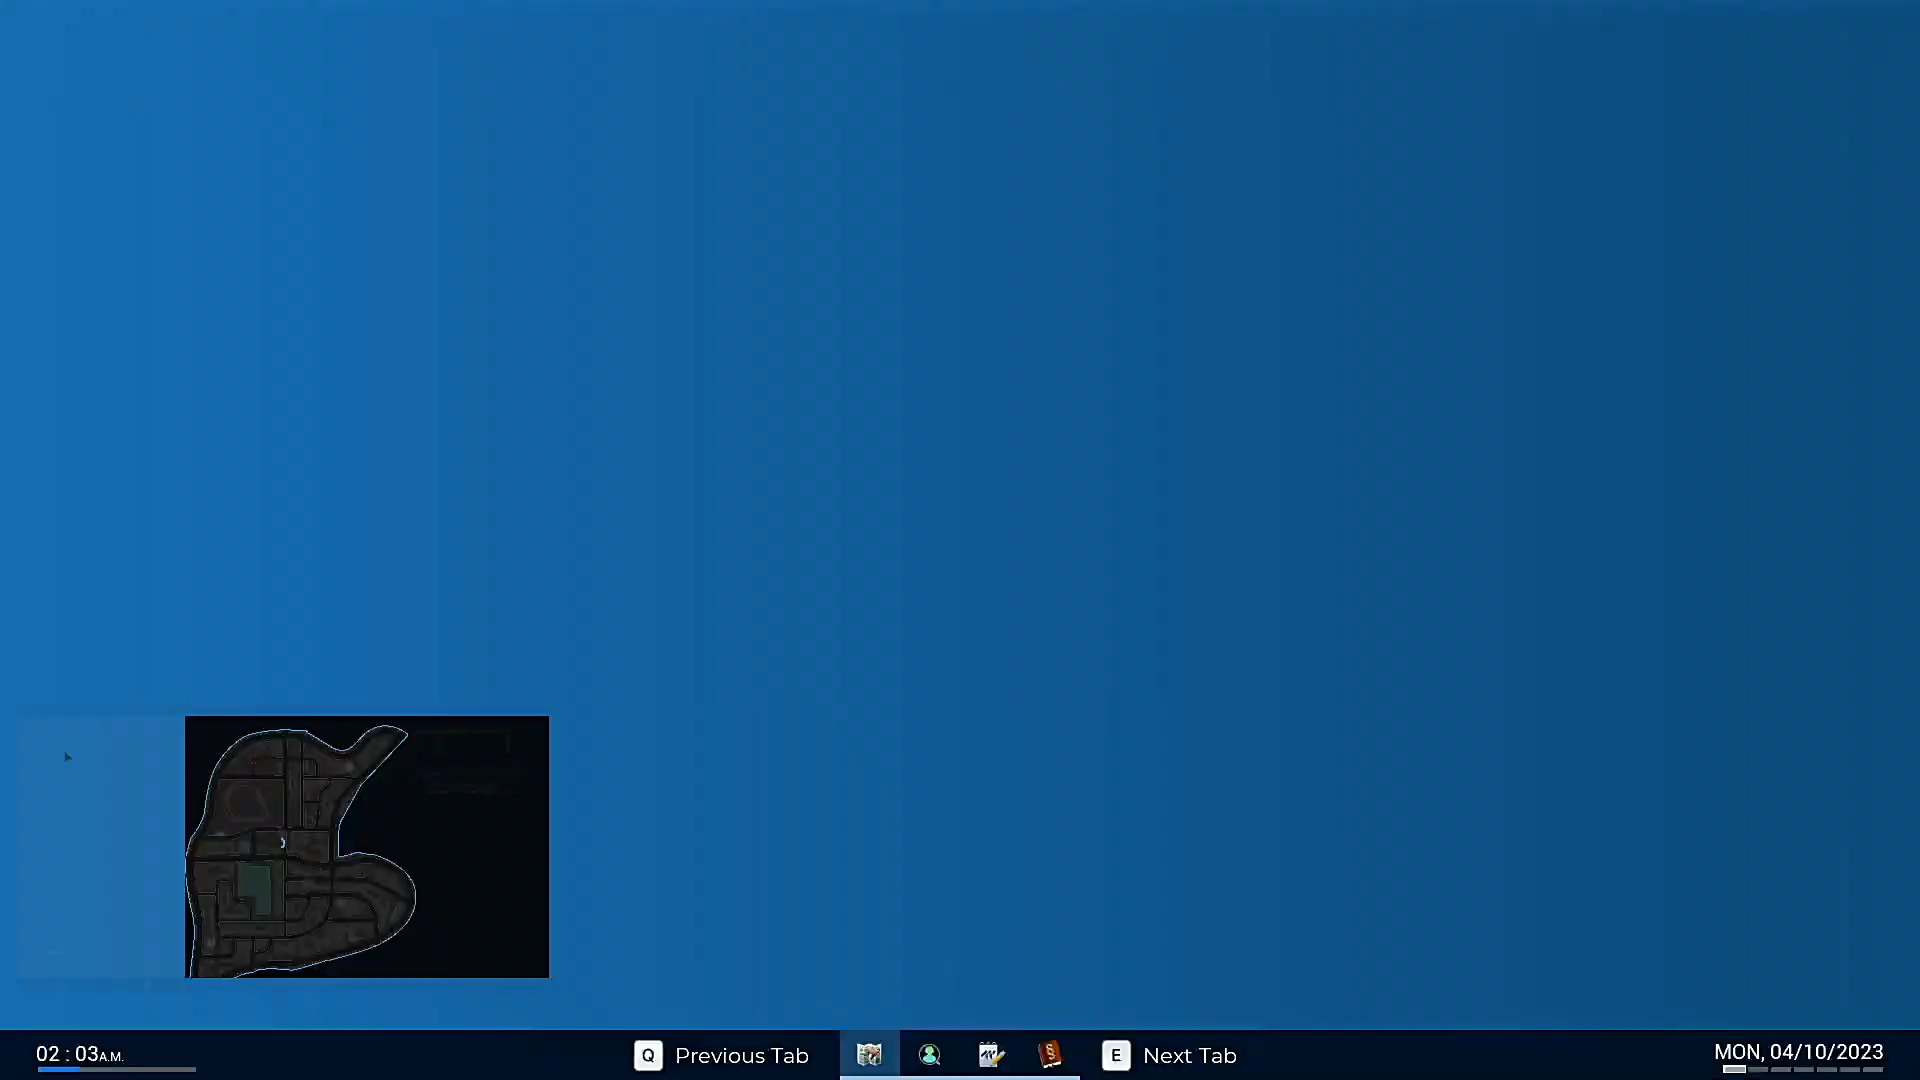 02 : 03A.M.
Q Previous Tab
E Next Tab
MON, 04/10/2023